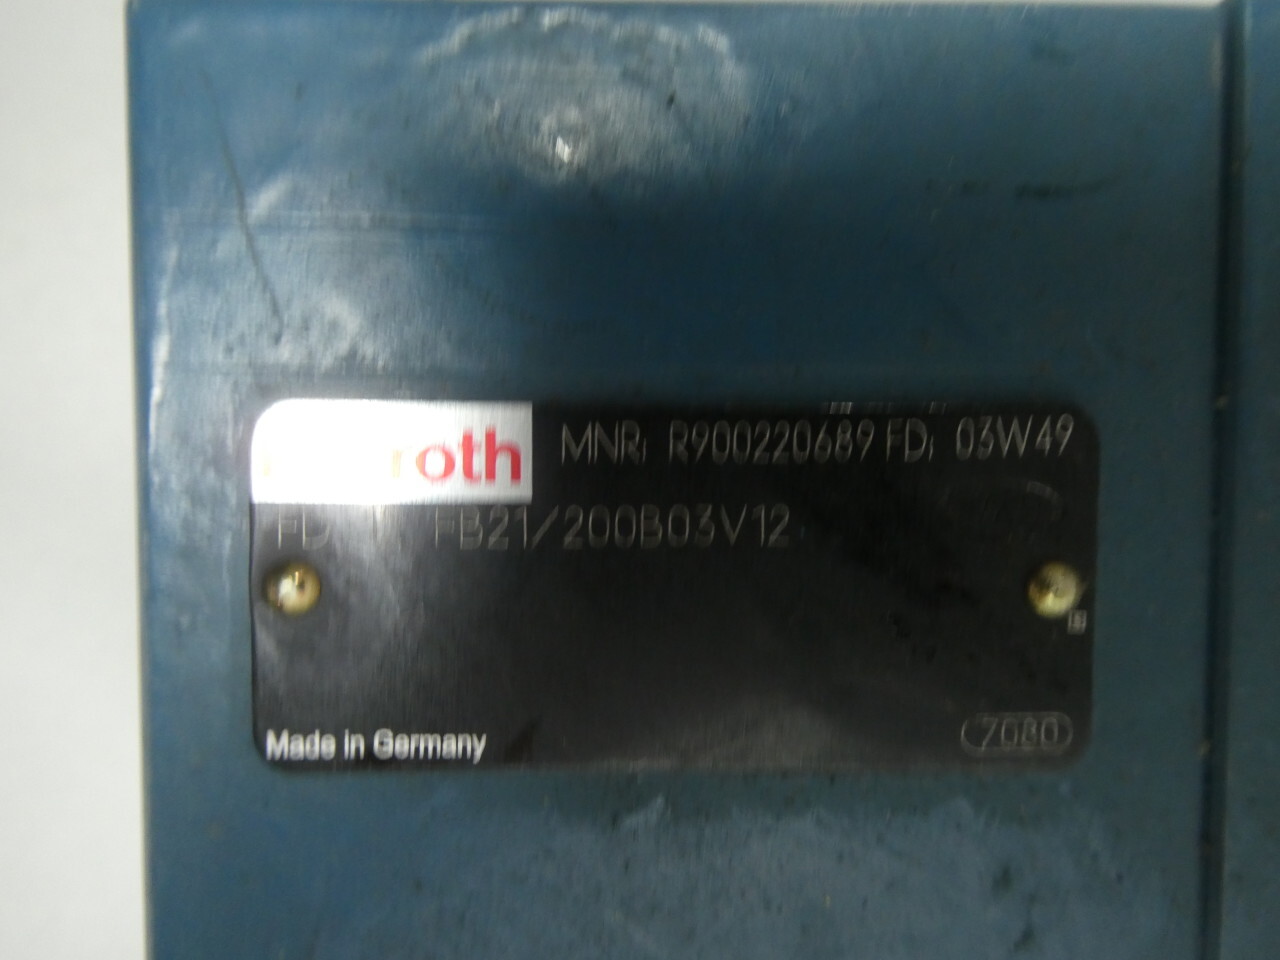 roth
MNR: R900220689 FD: 03W49
FB21/200B03V12
Made in Germany
7080